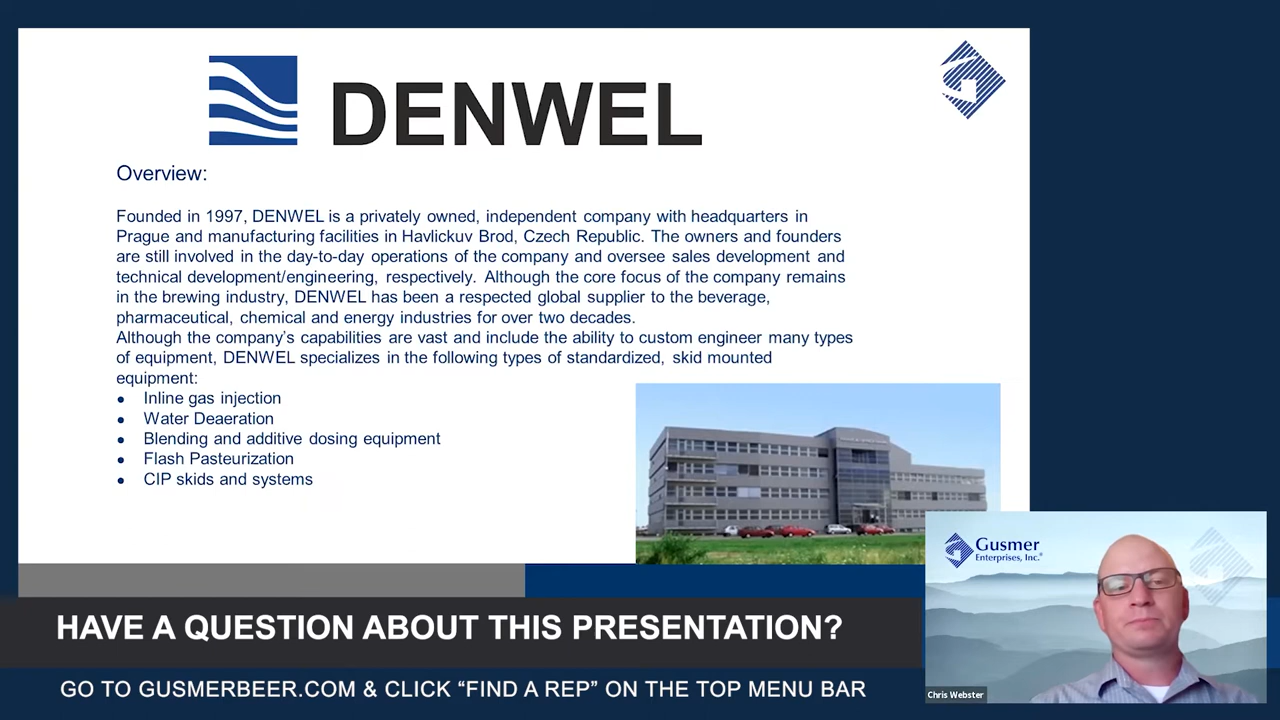 DENWEL
Overview:
Founded in 1997, DENWEL is a privately owned, independent company with headquarters in
Prague and manufacturing facilities in Havlickuv Brod, Czech Republic. The owners and founders
are still involved in the day-to-day operations of the company and oversee sales development and
technical development/engineering, respectively. Although the core focus of the company remains
in the brewing industry, DENWEL has been a respected global supplier to the beverage,
pharmaceutical, chemical and energy industries for over two decades.
Although the company's capabilities are vast and include the ability to custom engineer many types
of equipment, DENWEL specializes in the following types of standardized, skid mounted
equipment:
● Inline gas injection
● Water Deaeration
● Blending and additive dosing equipment
● Flash Pasteurization
● CIP skids and systems
Gusmer
Enterprises, Inc.®
Chris Webster
HAVE A QUESTION ABOUT THIS PRESENTATION?
GO TO GUSMERBEER.COM & CLICK “FIND A REP” ON THE TOP MENU BAR